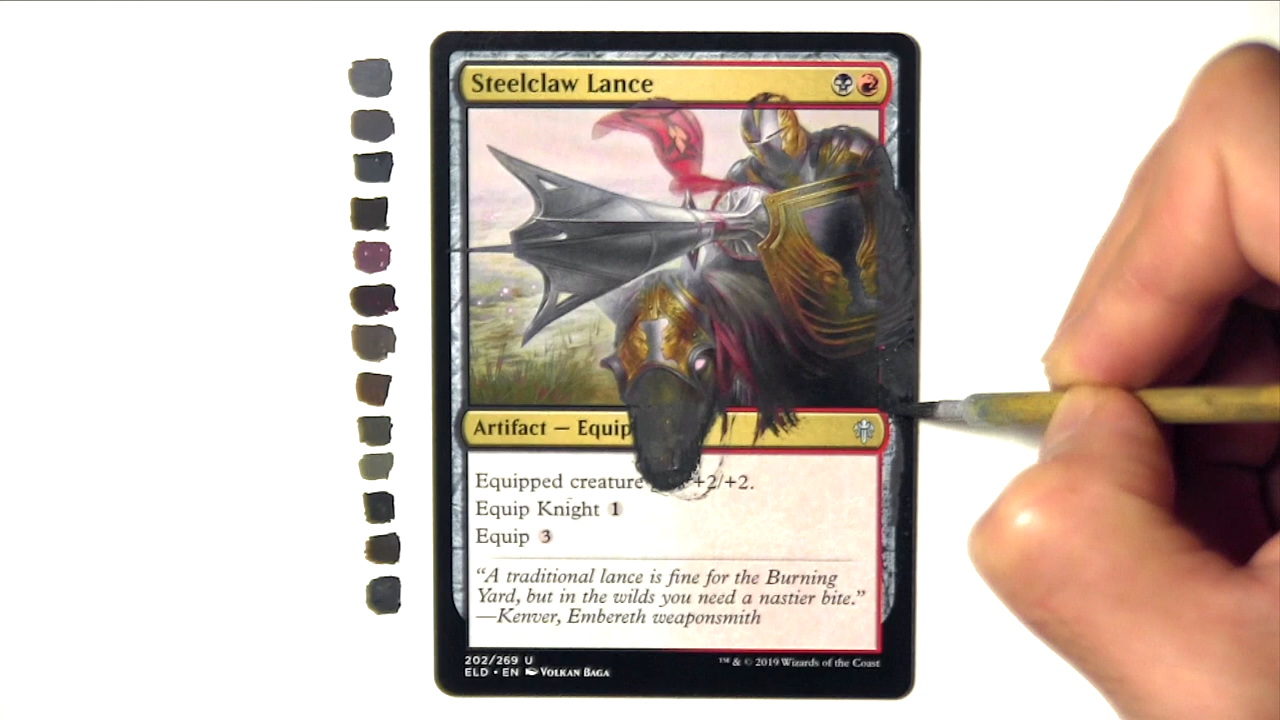 Steelclaw Lance
Artifact — Equip
Equipped creature +2/+2.
Equip Knight 1
Equip 3
“A traditional lance is fine for the Burning
Yard, but in the wilds you need a nastier bite.”
—Kenver, Embereth weaponsmith
202/269 U
ELD • EN VOLKAN BAGA
™ & © 2019 Wizards of the Coast